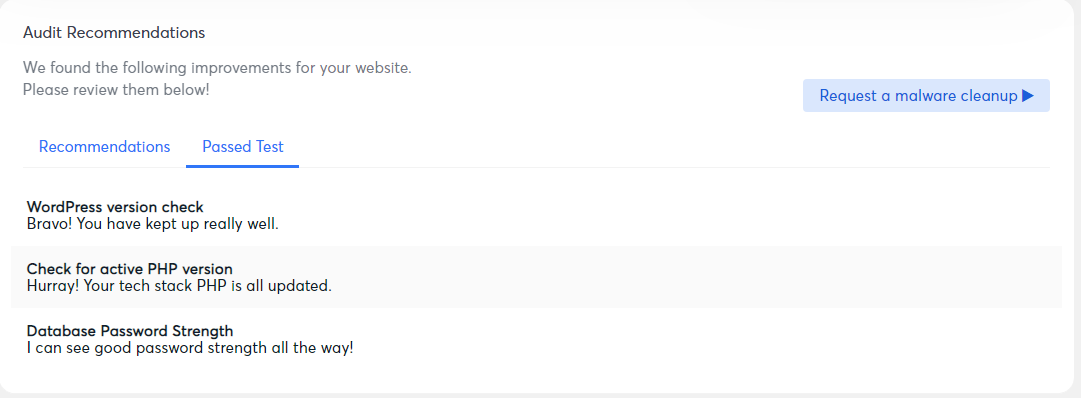 Audit Recommendations
We found the following improvements for your website.
Please review them below!
Request a malware cleanup ▶
Recommendations
Passed Test
WordPress version check
Bravo! You have kept up really well.
Check for active PHP version
Hurray! Your tech stack PHP is all updated.
Database Password Strength
I can see good password strength all the way!